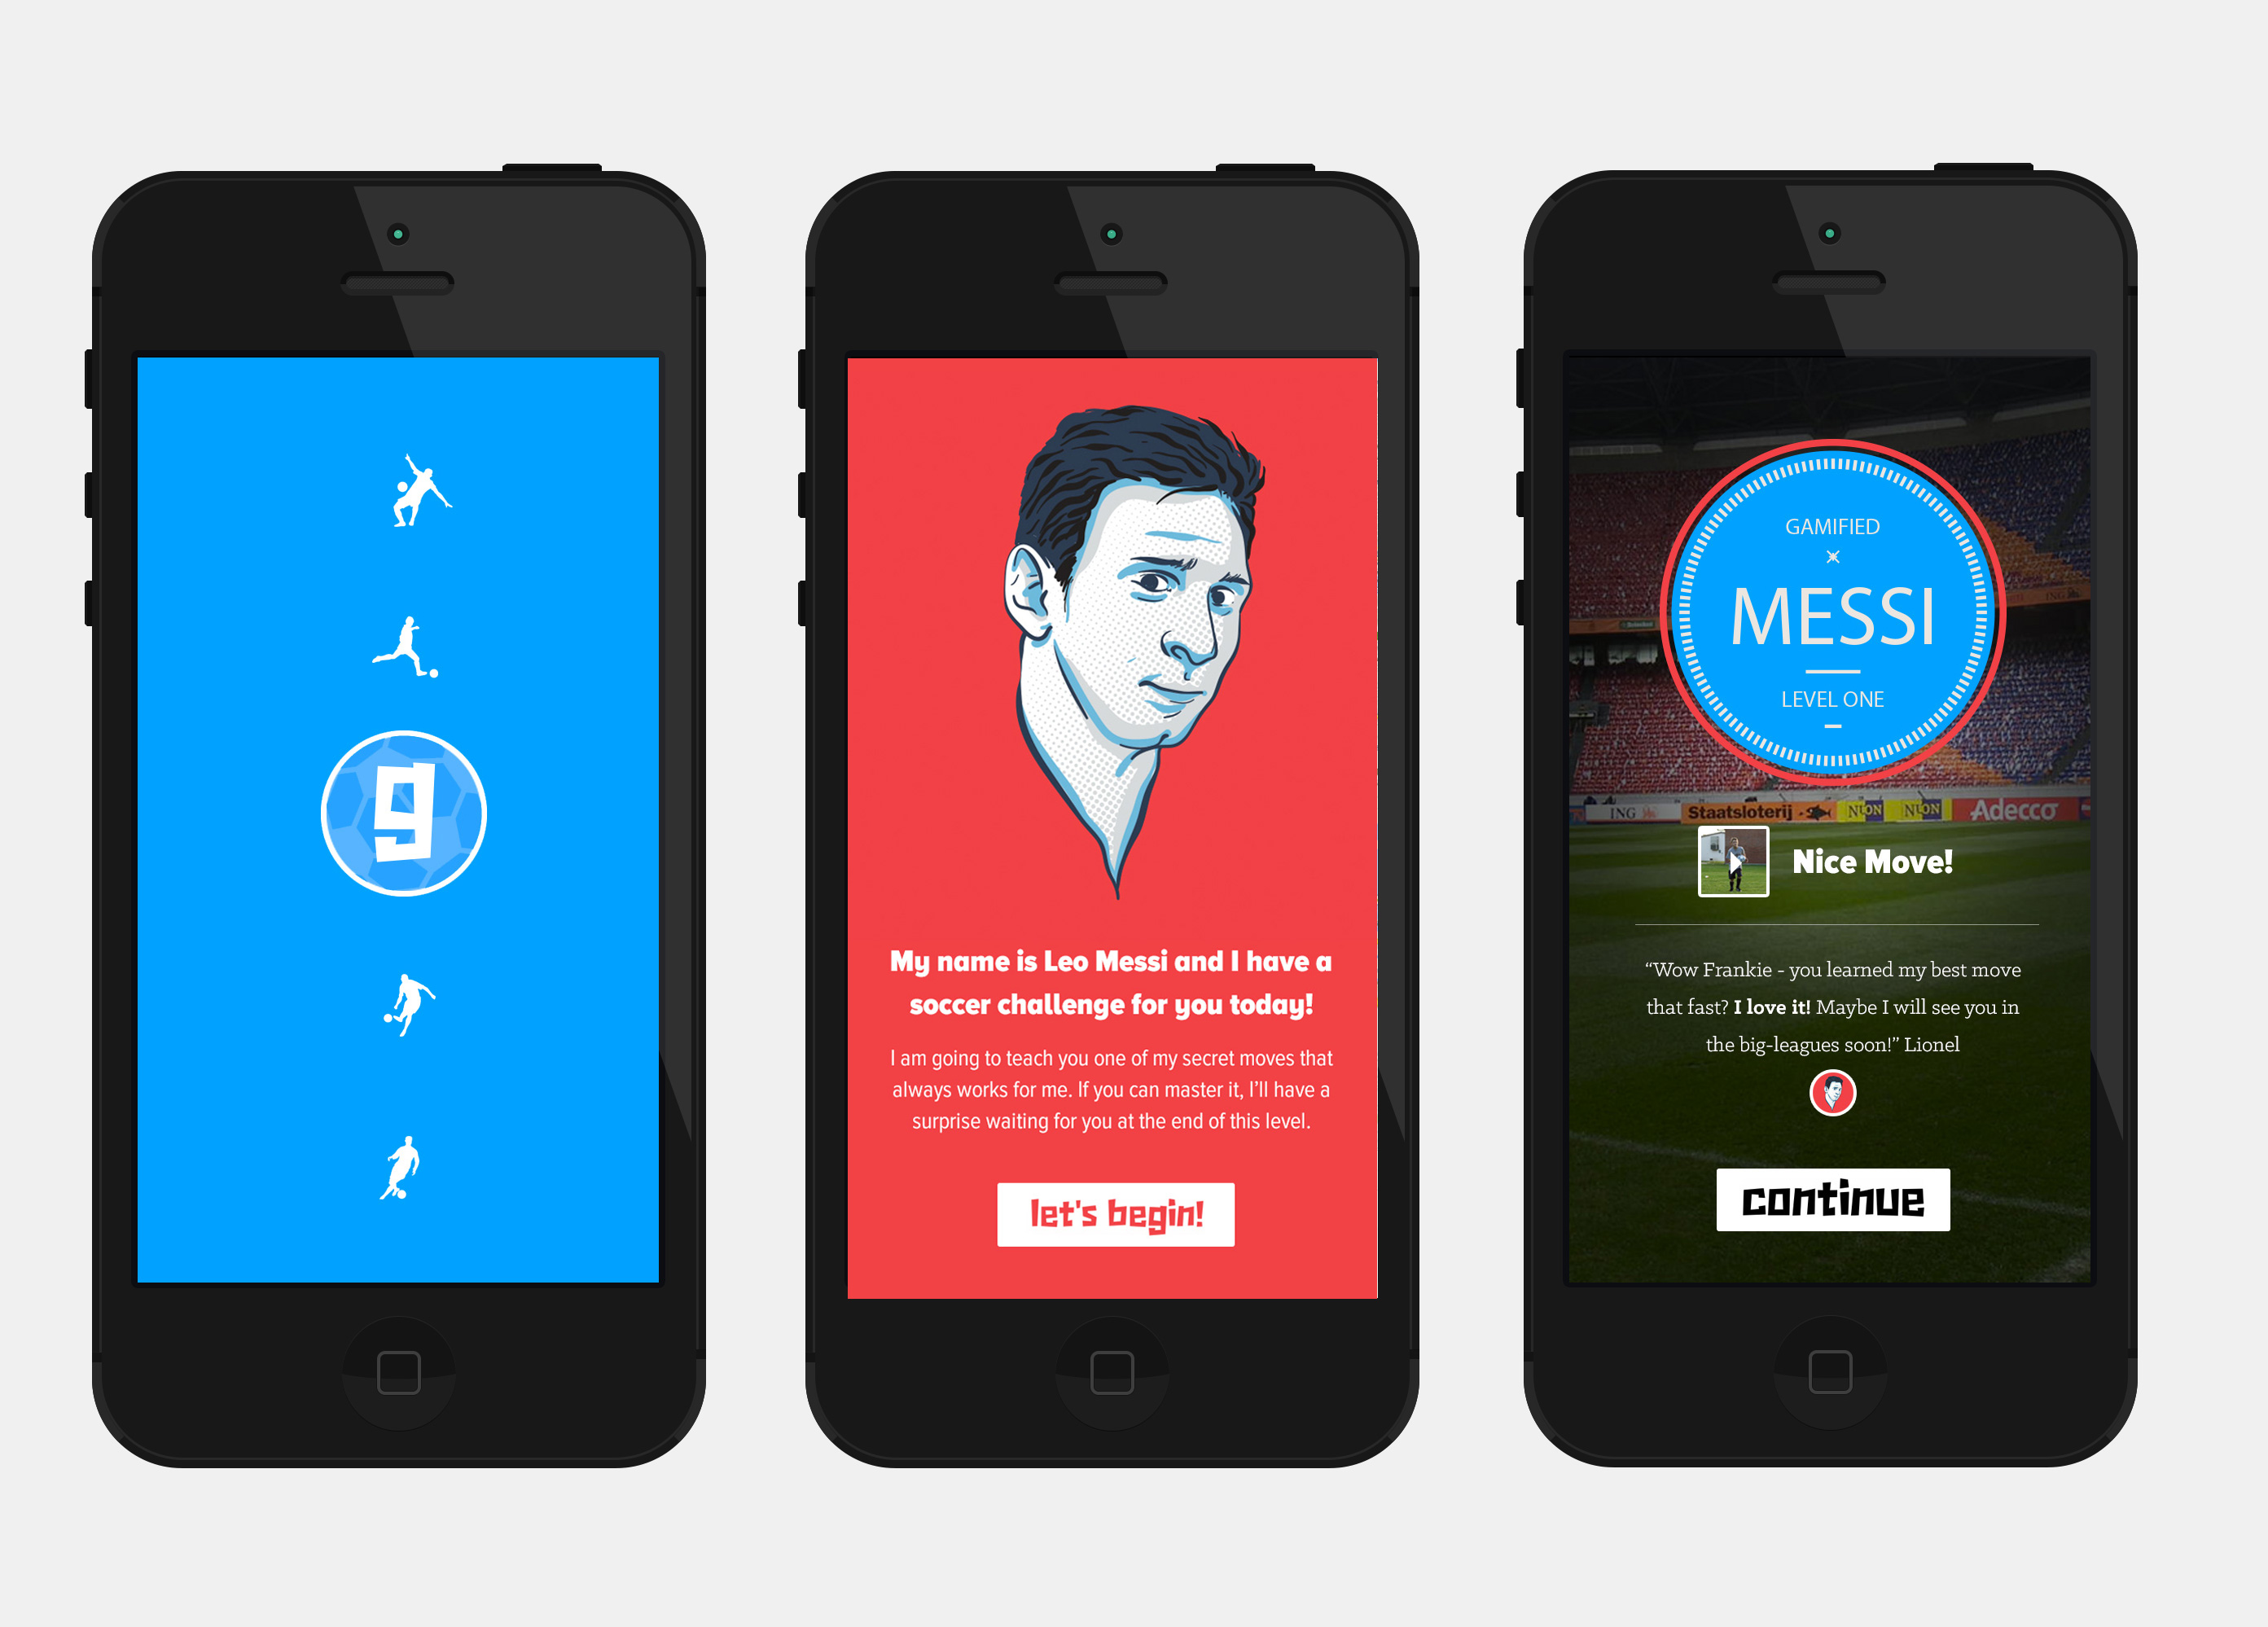 g
My name is Leo Messi and I have a
soccer challenge for you today!
I am going to teach you one of my secret moves that
always works for me. If you can master it, I'll have a
surprise waiting for you at the end of this level.
let's begin!
GAMIFIED
MESSI
LEVEL ONE
ING
Heineken
ING Staatsloterij NUON NUON Adecco
Nice Move!
“Wow Frankie - you learned my best move
that fast? I love it! Maybe I will see you in
the big-leagues soon!” Lionel
continue